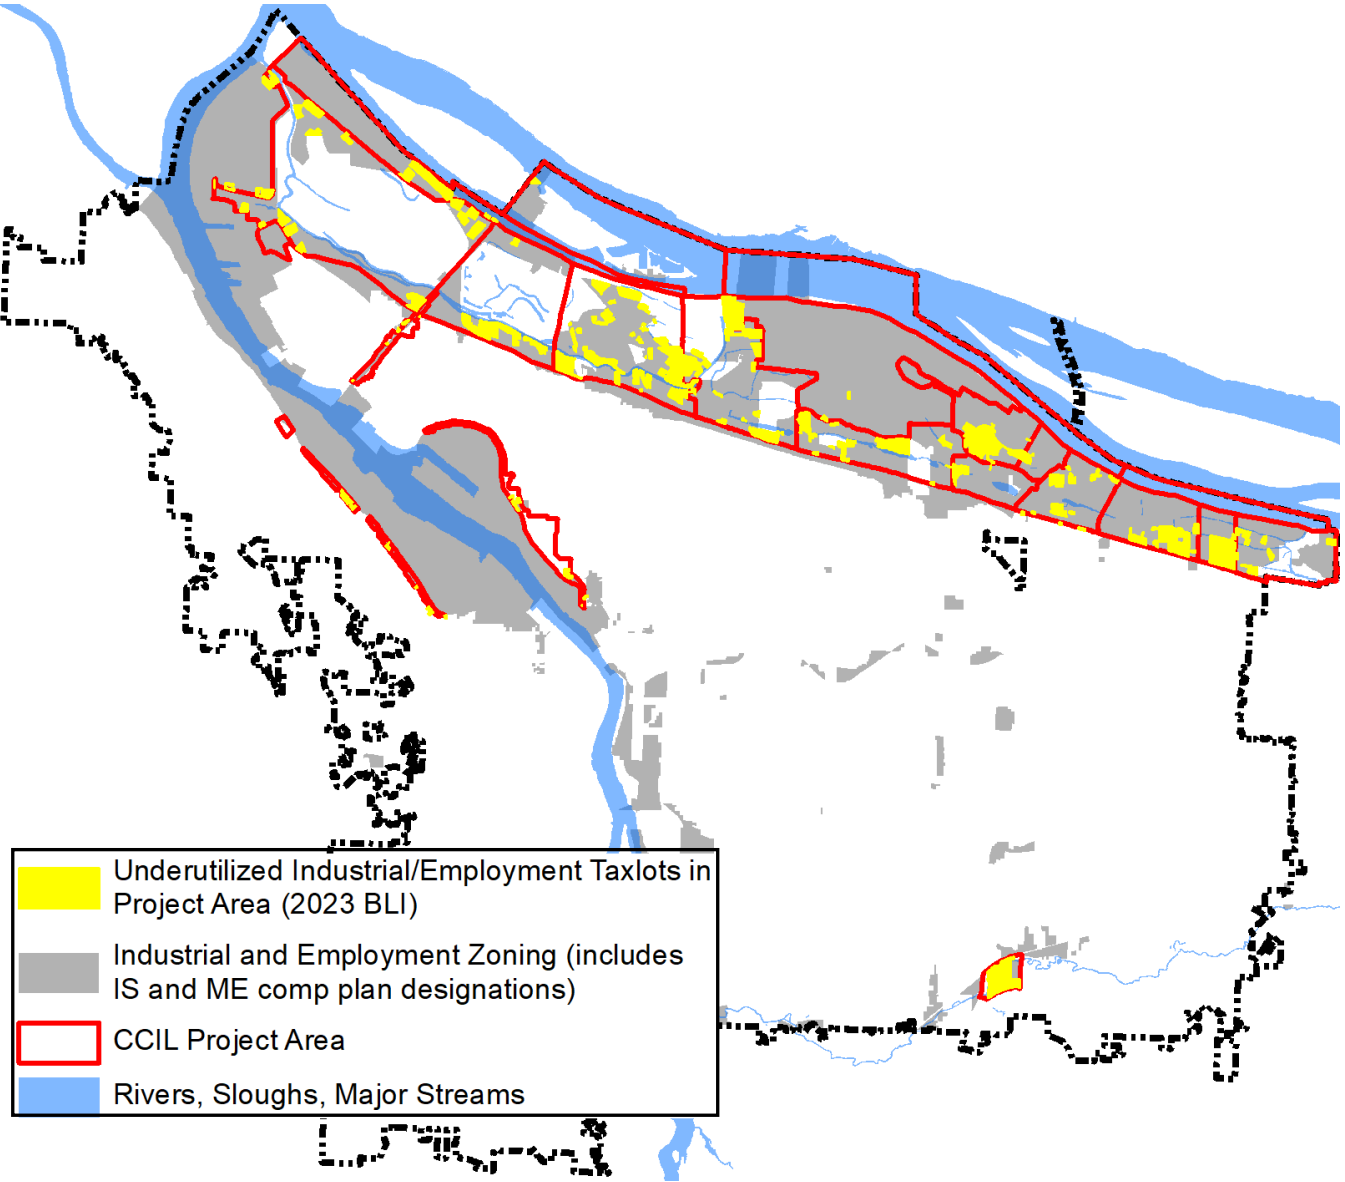 Underutilized Industrial/Employment Taxlots in
Project Area (2023 BLI)
Industrial and Employment Zoning (includes
IS and ME comp plan designations)
CCIL Project Area
Rivers, Sloughs, Major Streams